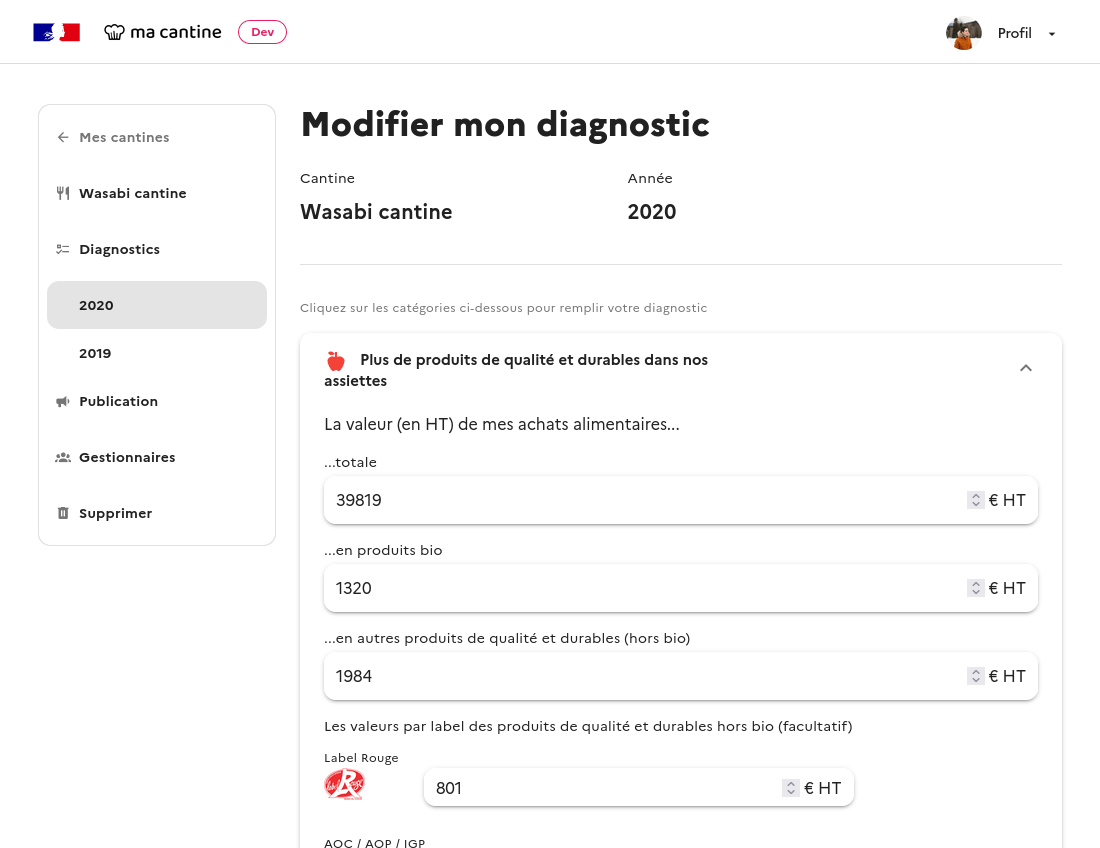 ma cantine
Dev
Profil
Mes cantines
Wasabi cantine
Diagnostics
2020
2019
Publication
Gestionnaires
Supprimer
Modifier mon diagnostic
Cantine
Wasabi cantine
Année
2020
Cliquez sur les catégories ci-dessous pour remplir votre diagnostic
Plus de produits de qualité et durables dans nos
assiettes
La valeur (en HT) de mes achats alimentaires...
...totale
39819 € HT
...en produits bio
1320 € HT
...en autres produits de qualité et durables (hors bio)
1984 € HT
Les valeurs par label des produits de qualité et durables hors bio (facultatif)
Label Rouge
801 € HT
AOC / AOP / IGP